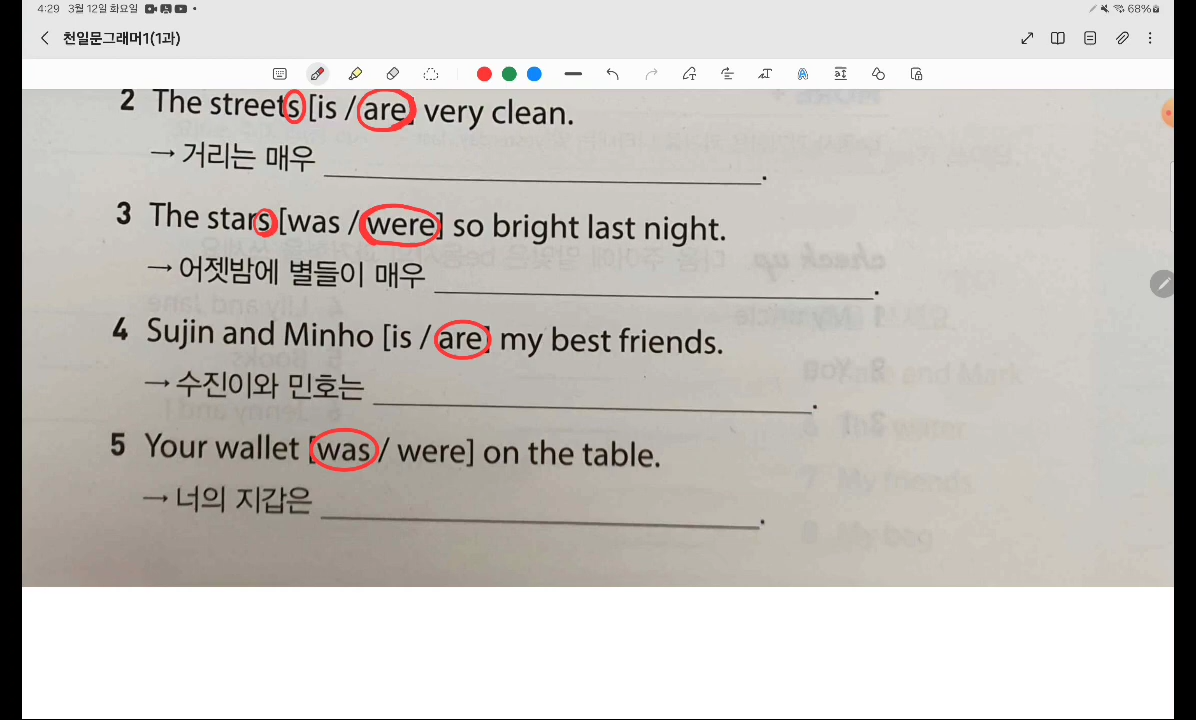 4:29 3월 12일 화요일
68%
천일문그래머1(1과)
2 The streets [is / are] very clean.
→ 거리는 매우 ____________.
3 The stars [was / were] so bright last night.
→ 어젯밤에 별들이 매우 ____________.
4 Sujin and Minho [is / are] my best friends.
→ 수진이와 민호는 ____________.
5 Your wallet [was / were] on the table.
→ 너의 지갑은 ____________.